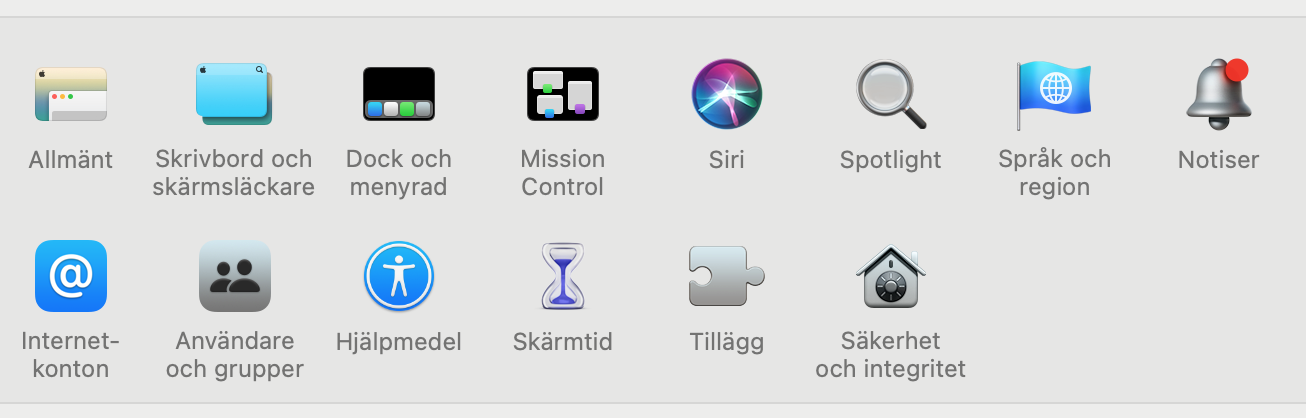 Allmänt
Skrivbord och
skärmsläckare
Dock och
menyrad
Mission
Control
Siri
Spotlight
Språk och
region
Notiser
@
Internet-
konton
Användare
och grupper
Hjälpmedel
Skärmtid
Tillägg
Säkerhet
och integritet